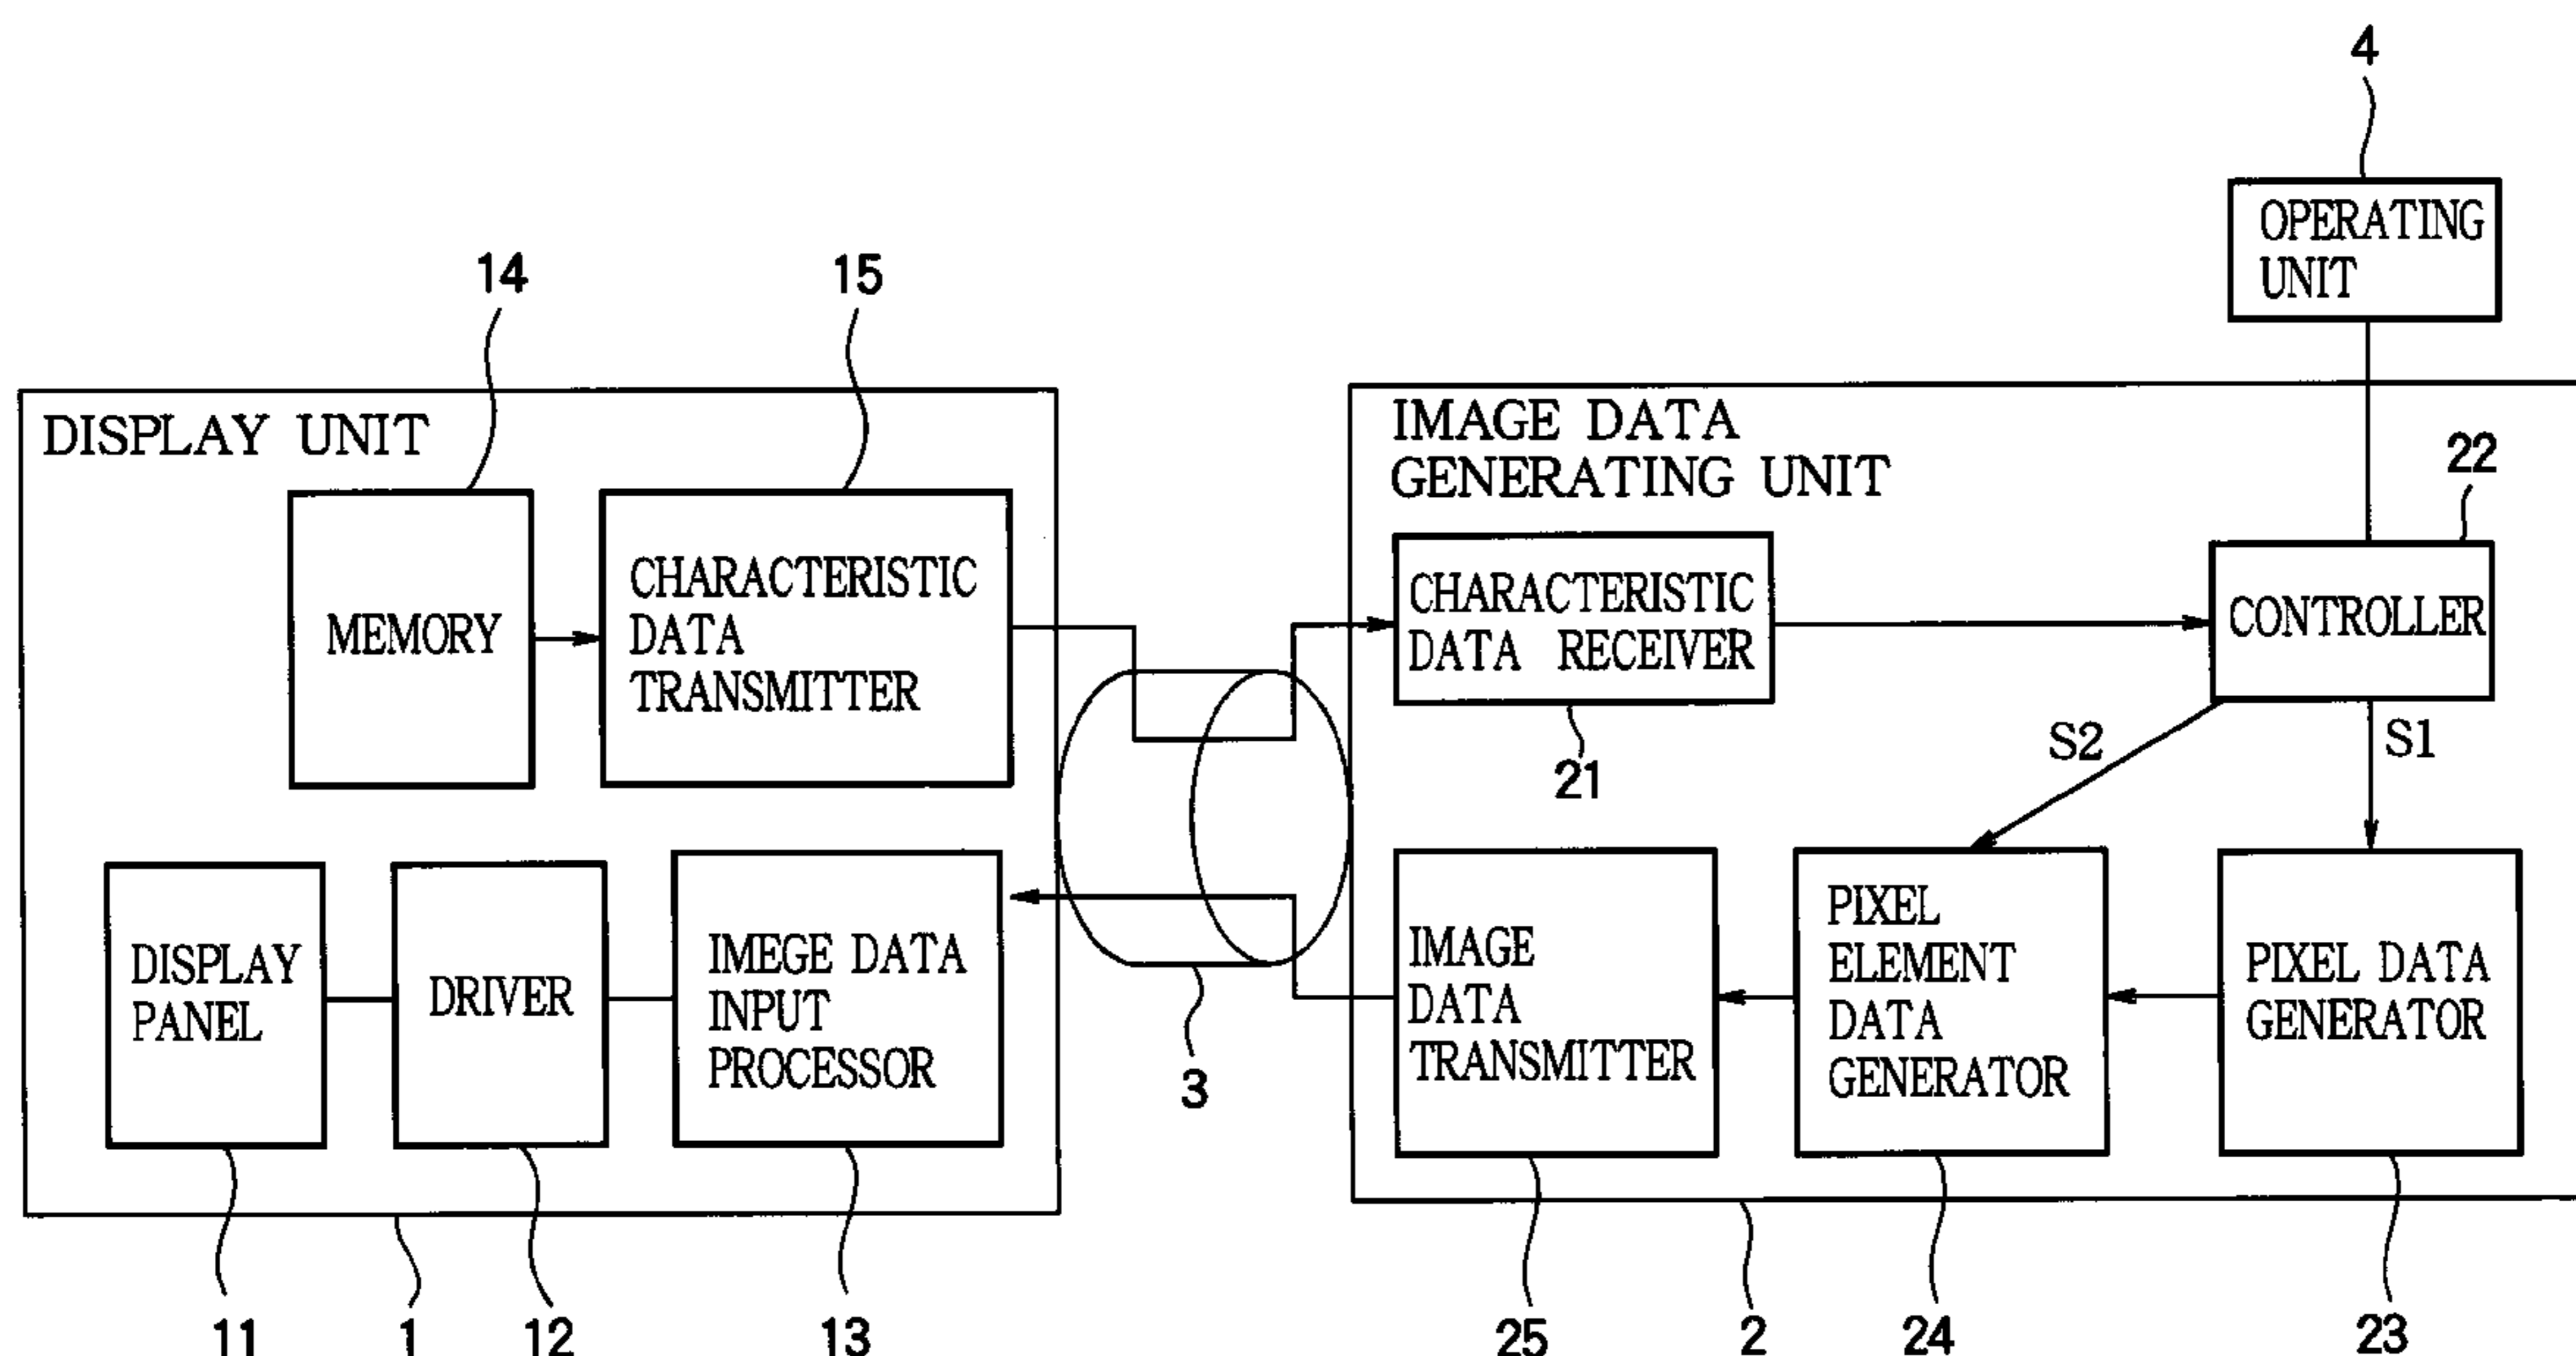 4
OPERATING
UNIT
14
15
DISPLAY UNIT
IMAGE DATA
GENERATING UNIT
22
MEMORY
CHARACTERISTIC
DATA
TRANSMITTER
CHARACTERISTIC
DATA RECEIVER
CONTROLLER
21
S2
S1
DISPLAY
PANEL
DRIVER
IMEGE DATA
INPUT
PROCESSOR
3
IMAGE
DATA
TRANSMITTER
PIXEL
ELEMENT
DATA
GENERATOR
PIXEL DATA
GENERATOR
11
1
12
13
25
2
24
23